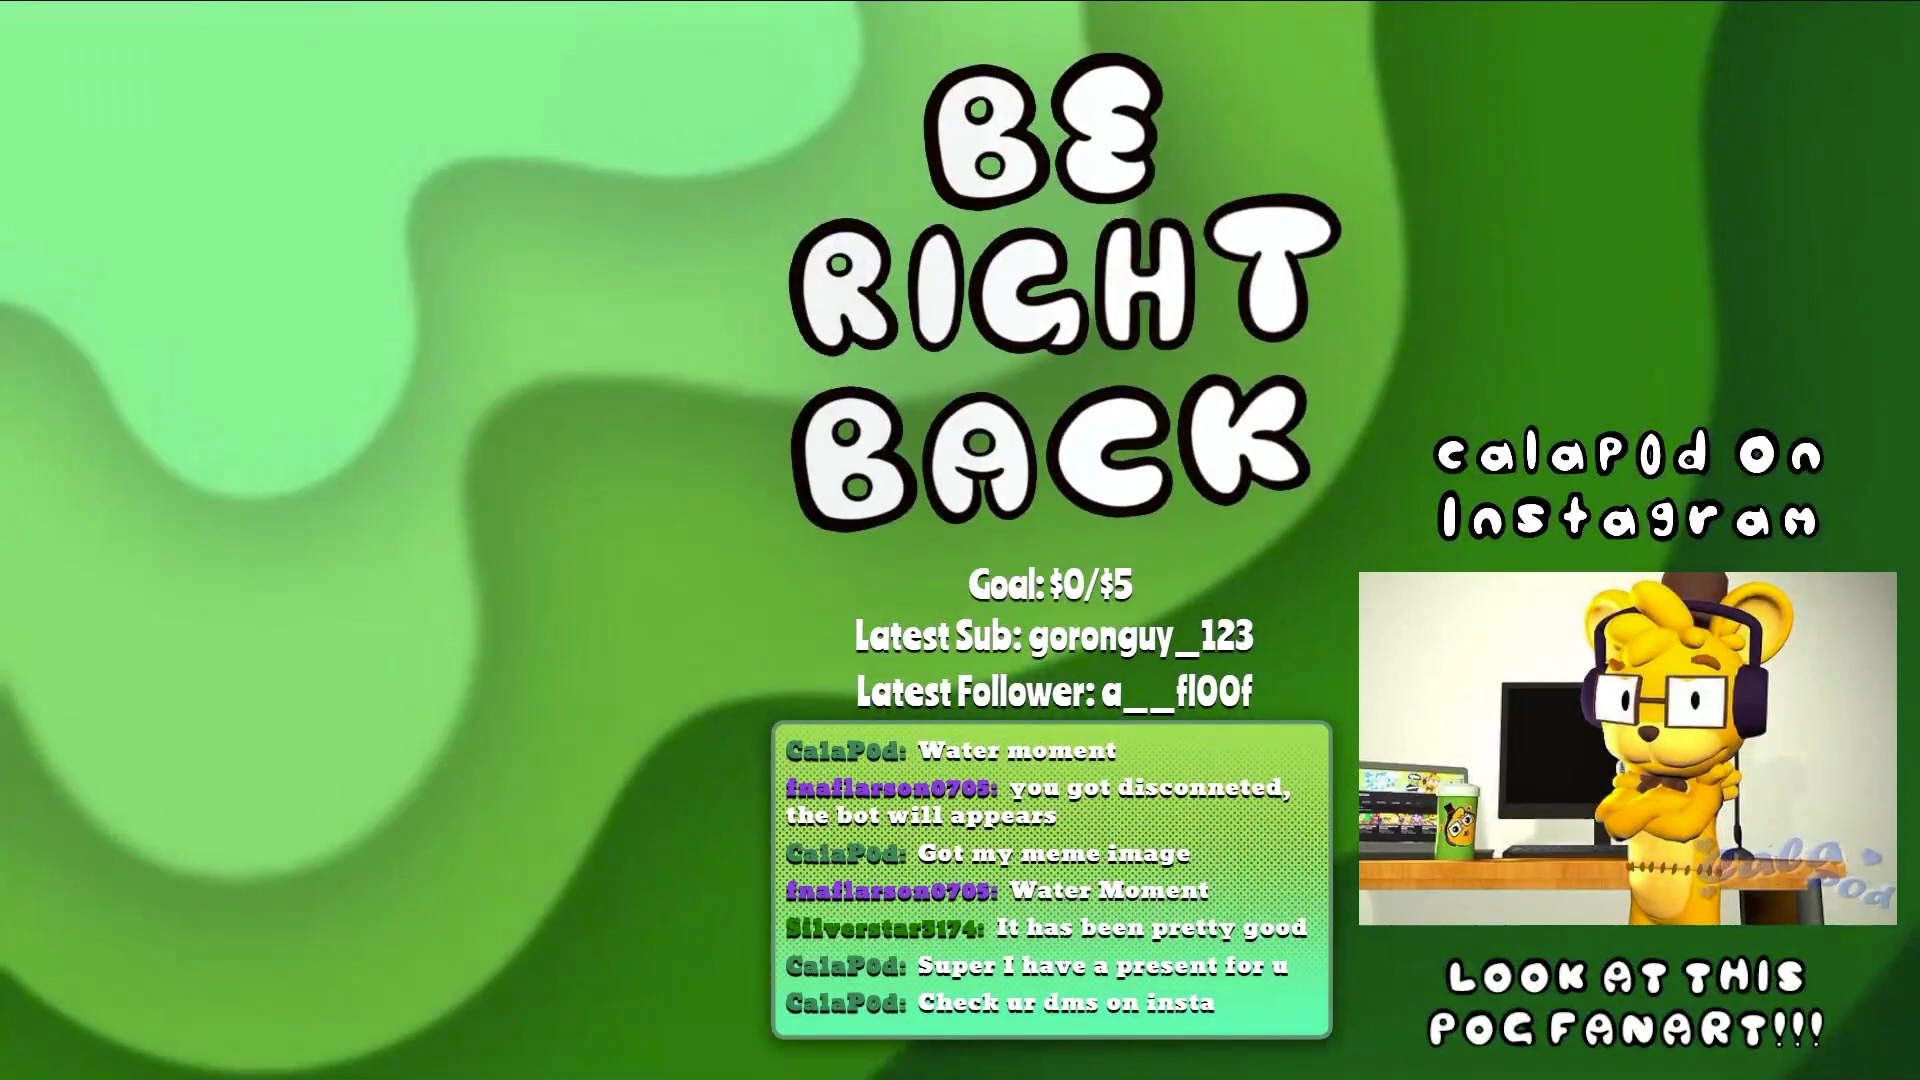 BE
RIGHT
BACK
Goal: $0/$5
Latest Sub: goronguy_123
Latest Follower: a__fl00f
CalaP0d: Water moment
fnaflarson0705: you got disconneted,
the bot will appears
CalaP0d: Got my meme image
fnaflarson0705: Water Moment
Silverstar3174: It has been pretty good
CalaP0d: Super I have a present for u
CalaP0d: Check ur dms on insta
calaP0d On
Instagram
Cala
Pod
LOOK AT THIS
POG FANART!!!